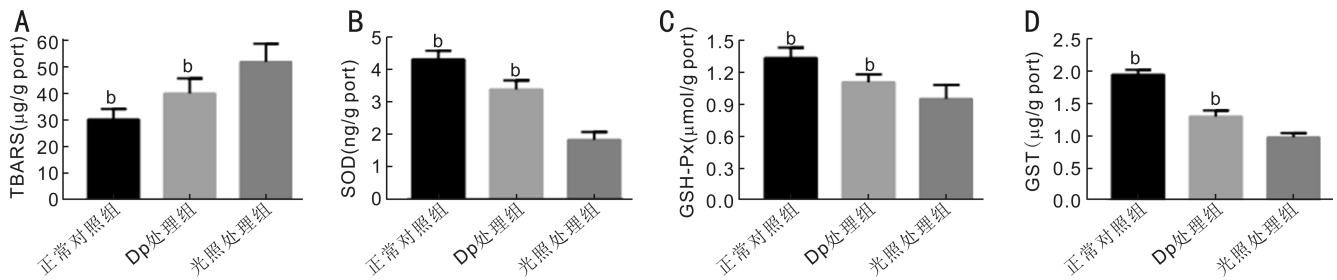 A
TBARS(μg/g port)
60
50
40
30
20
10
0
b
b
正常对照组
Dp处理组
光照处理组
B
SOD(ng/g port)
5
4
3
2
1
0
b
b
正常对照组
Dp处理组
光照处理组
C
GSH-Px(μmol/g port)
1.5
1.2
0.9
0.6
0.3
0.0
b
b
正常对照组
Dp处理组
光照处理组
D
GST (μg/g port)
2.5
2.0
1.5
1.0
0.5
0.0
b
b
正常对照组
Dp处理组
光照处理组